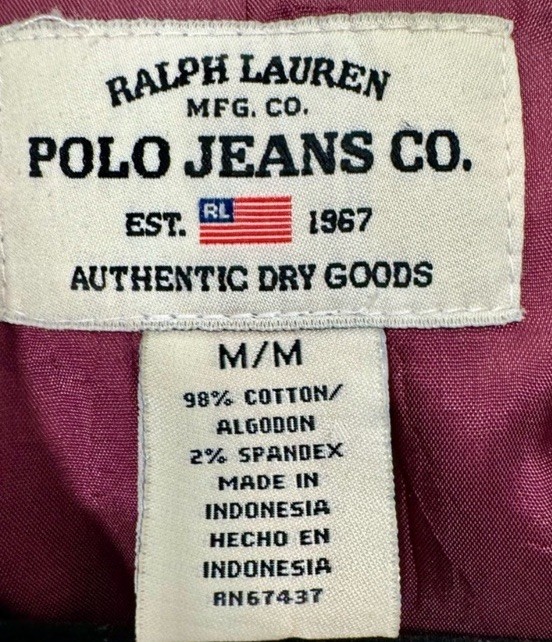 RALPH LAUREN
MFG. CO.
POLO JEANS CO.
EST. RL 1967
AUTHENTIC DRY GOODS
M/M
98% COTTON/
ALGODON
2% SPANDEX
MADE IN
INDONESIA
HECHO EN
INDONESIA
RN67437